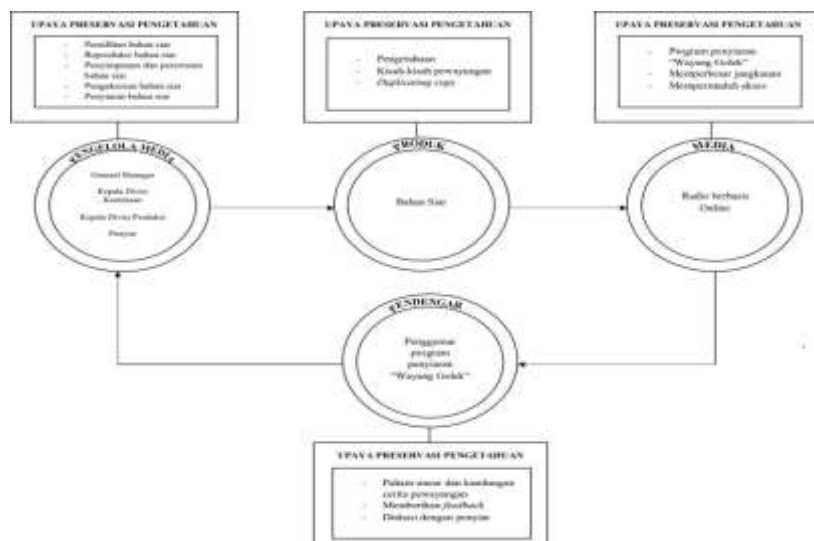 UPAYA PRESERVASI PENGETAHUAN
- Pemilihan bahan siar
- Reproduksi bahan siar
- Penyimpanan dan perawatan
bahan siar
- Pengaksesan bahan siar
- Penyiaran bahan siar
UPAYA PRESERVASI PENGETAHUAN
- Pengetahuan
- Kisah-kisah pewayangan
- Duplicating copy
UPAYA PRESERVASI PENGETAHUAN
- Program penyiaran
"Wayang Golek"
- Memperbesar jangkauan
- Mempermudah akses
PENGELOLA MEDIA
General Manager
Kepala Divisi
Kepala Divisi Produksi
Penyiar
PRODUK
Bahan Siar
MEDIA
Radio berbasis
Online
PENDENGAR
Penggemar
program
penyiaran
"Wayang Golek"
UPAYA PRESERVASI PENGETAHUAN
- Paham unsur dan kandungan
cerita pewayangan
- Memberikan feedback
- Diskusi dengan penyiar